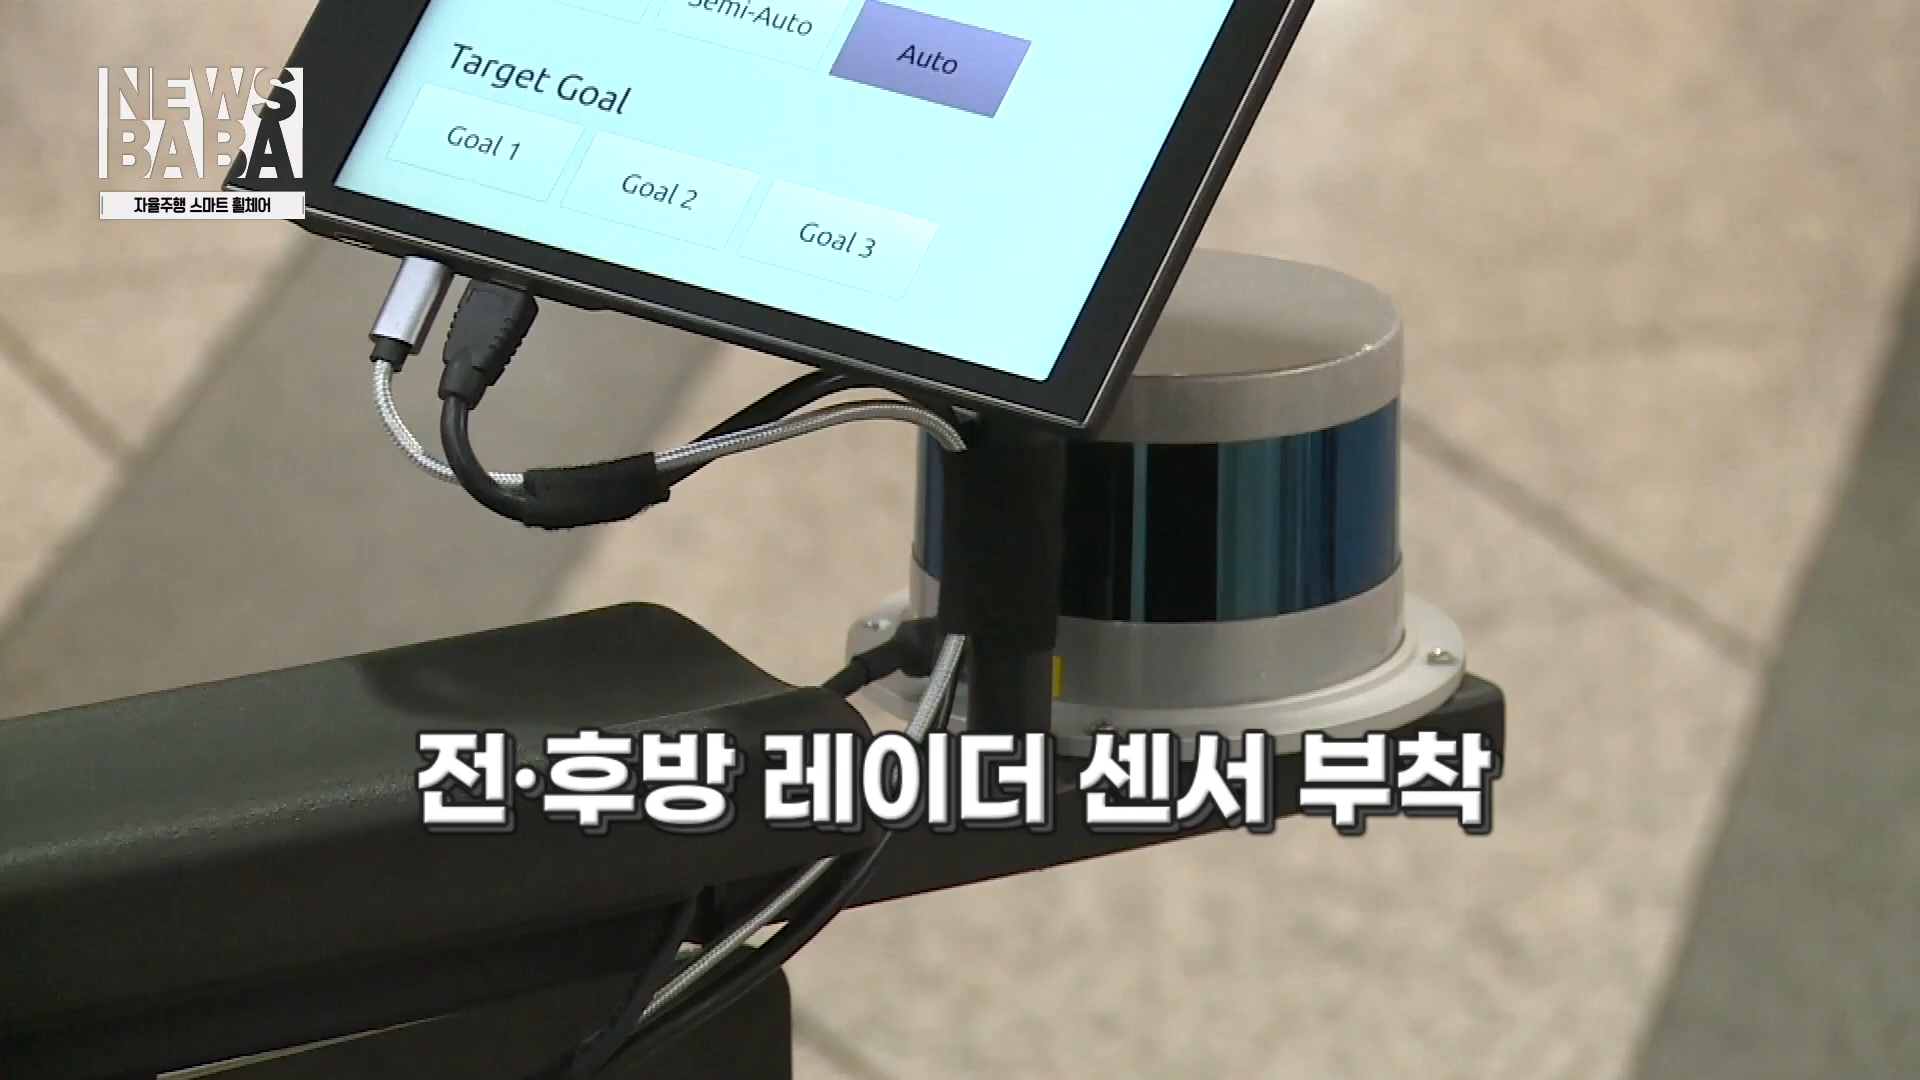 NEWS
BABA
자율주행 스마트 휠체어
Semi-Auto
Auto
Target Goal
Goal 1
Goal 2
Goal 3
전·후방 레이더 센서 부착